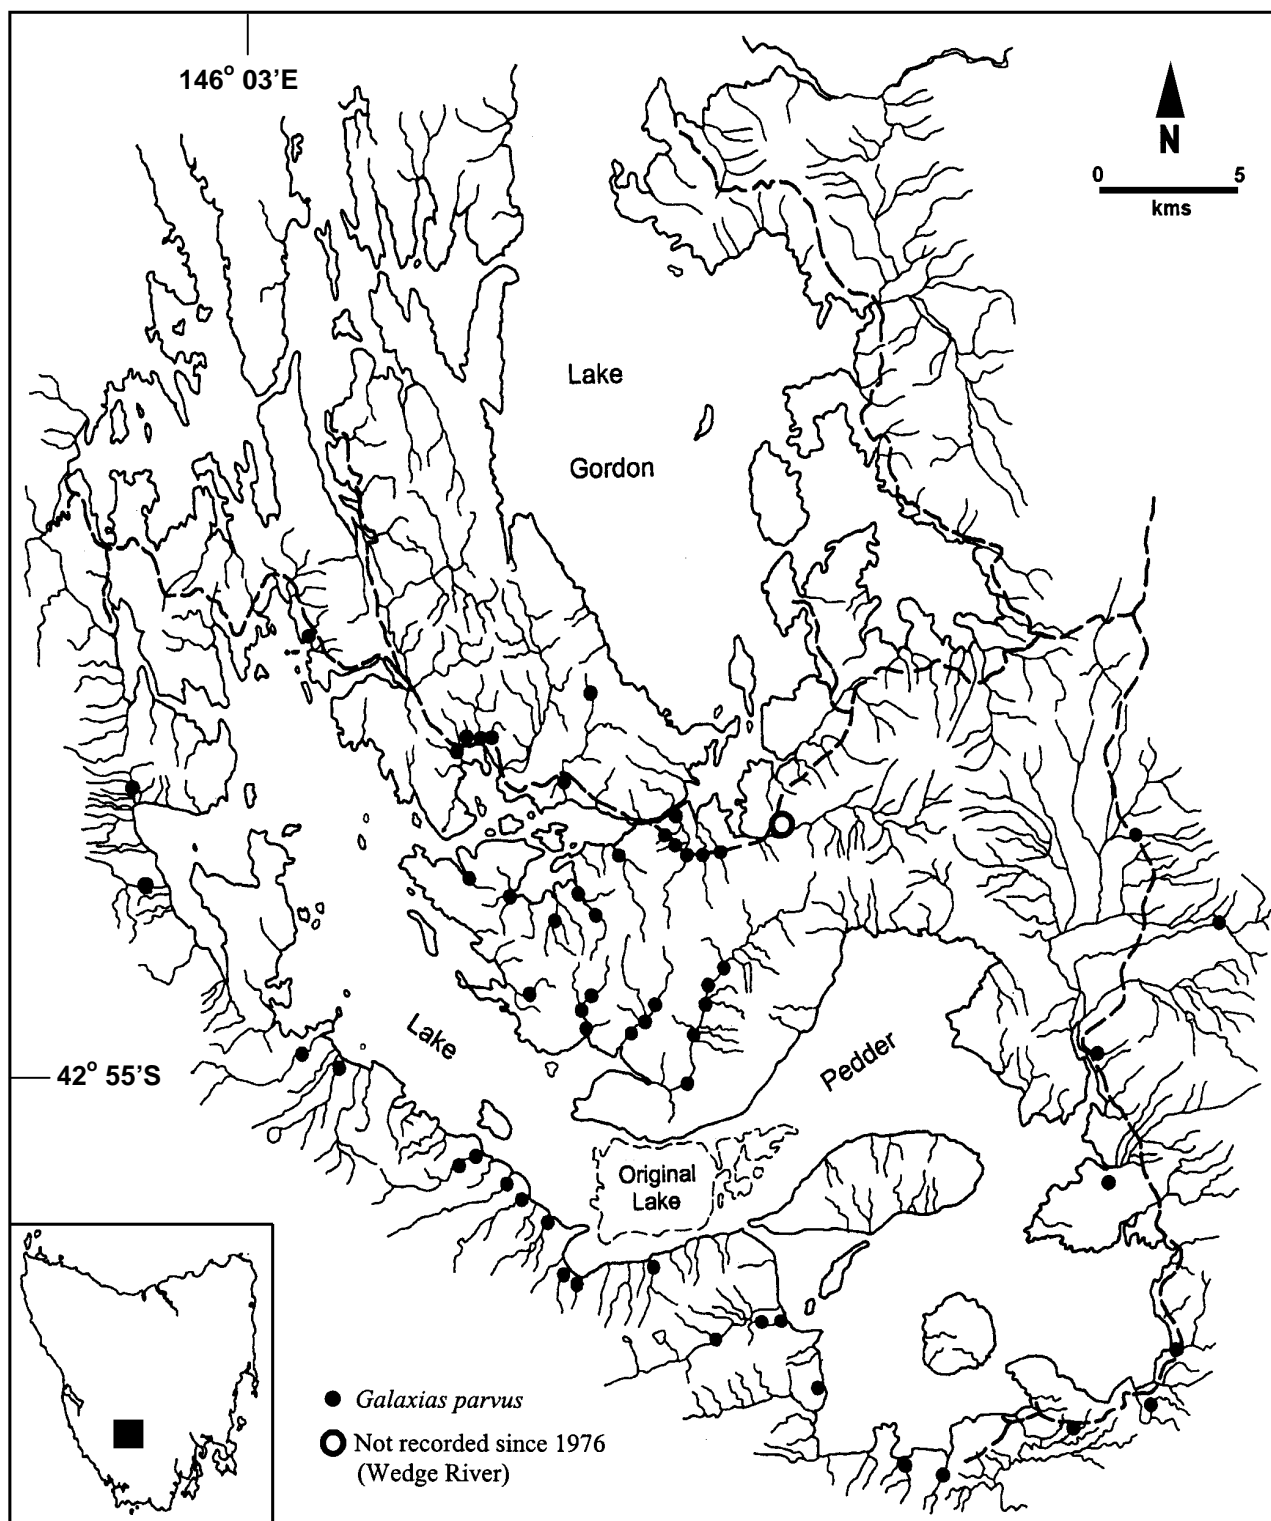 146° 03'E
N
0 5
kms
Lake
Gordon
Lake
Pedder
42° 55'S
Original
Lake
Galaxias parvus
Not recorded since 1976
(Wedge River)